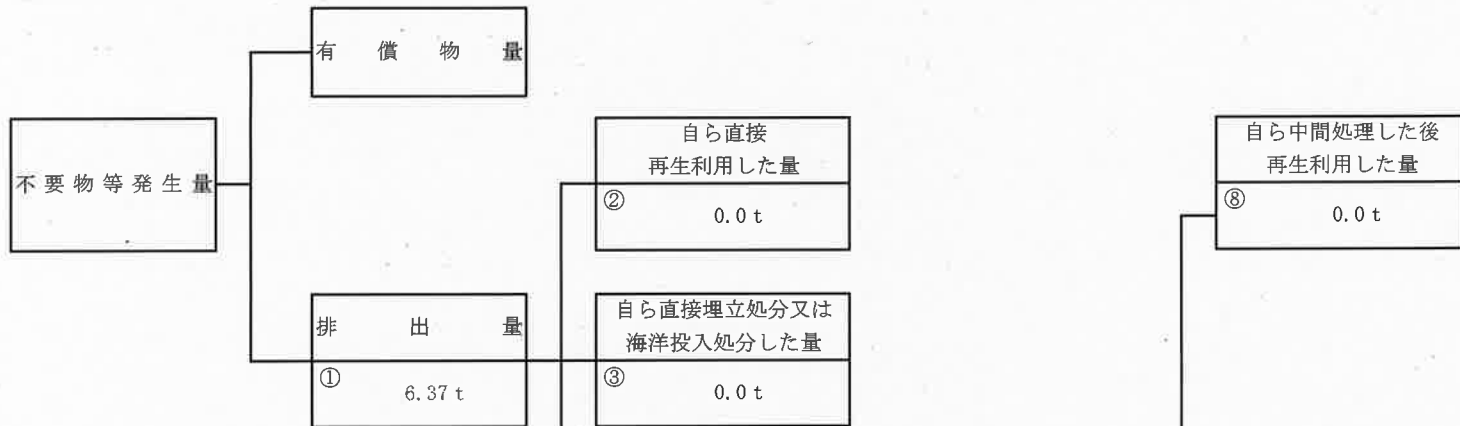 有償物量
不要物等発生量
自ら直接
再生利用した量
② 0.0 t
自ら中間処理した後
再生利用した量
⑧ 0.0 t
排出量
① 6.37 t
自ら直接埋立処分又は
海洋投入処分した量
③ 0.0 t